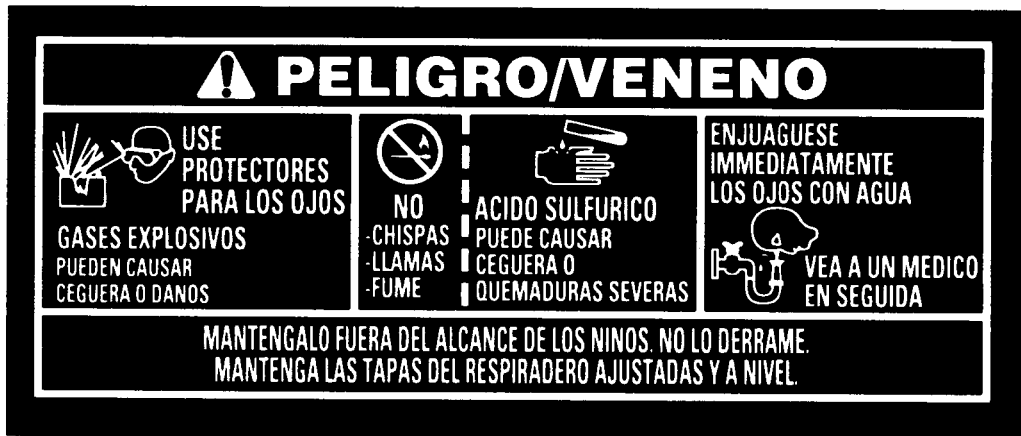 PELIGRO/VENENO
USE
PROTECTORES
PARA LOS OJOS
GASES EXPLOSIVOS
PUEDEN CAUSAR
CEGUERA O DANOS
NO
-CHISPAS
-LLAMAS
-FUME
ACIDO SULFURICO
PUEDE CAUSAR
CEGUERA O
QUEMADURAS SEVERAS
ENJUAGUESE
IMMEDIATAMENTE
LOS OJOS CON AGUA
VEA A UN MEDICO
EN SEGUIDA
MANTENGALO FUERA DEL ALCANCE DE LOS NINOS. NO LO DERRAME.
MANTENGA LAS TAPAS DEL RESPIRADERO AJUSTADAS Y A NIVEL.